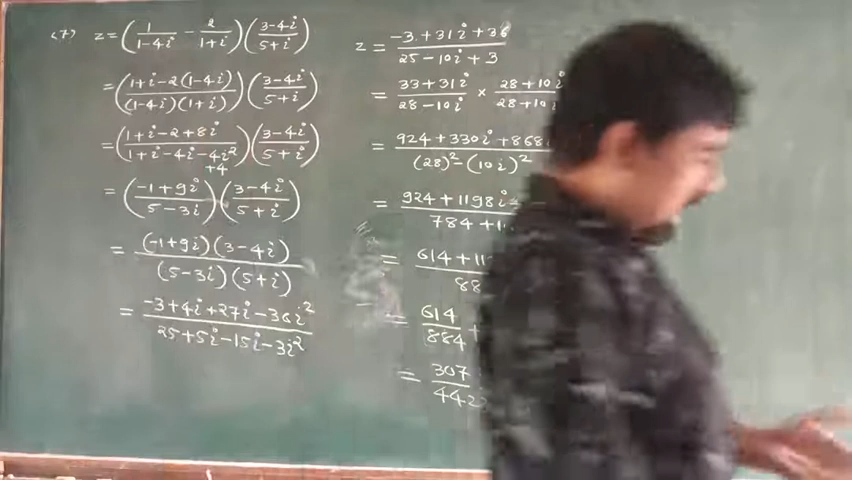 (7) z = (1/(1-4i) - 2/(1+i)) ((3-4i)/(5+i))
= ((1+i-2(1-4i))/((1-4i)(1+i))) ((3-4i)/(5+i))
= ((1+i-2+8i)/(1+i-4i-4i²)) ((3-4i)/(5+i))
+4
= ((-1+9i)/(5-3i)) ((3-4i)/(5+i))
= ((-1+9i)(3-4i))/((5-3i)(5+i))
= (-3+4i+27i-36i²)/(25+5i-15i-3i²)
z = (-3+31i+36)/(25-10i+3)
= (33+31i)/(28-10i) × (28+10i)/(28+10i
= (924+330i+868i)/((28)²-(10i)²
= (924+1198i)/(784+1
= (614+11)/(88
= 614/884 +
= 307/442